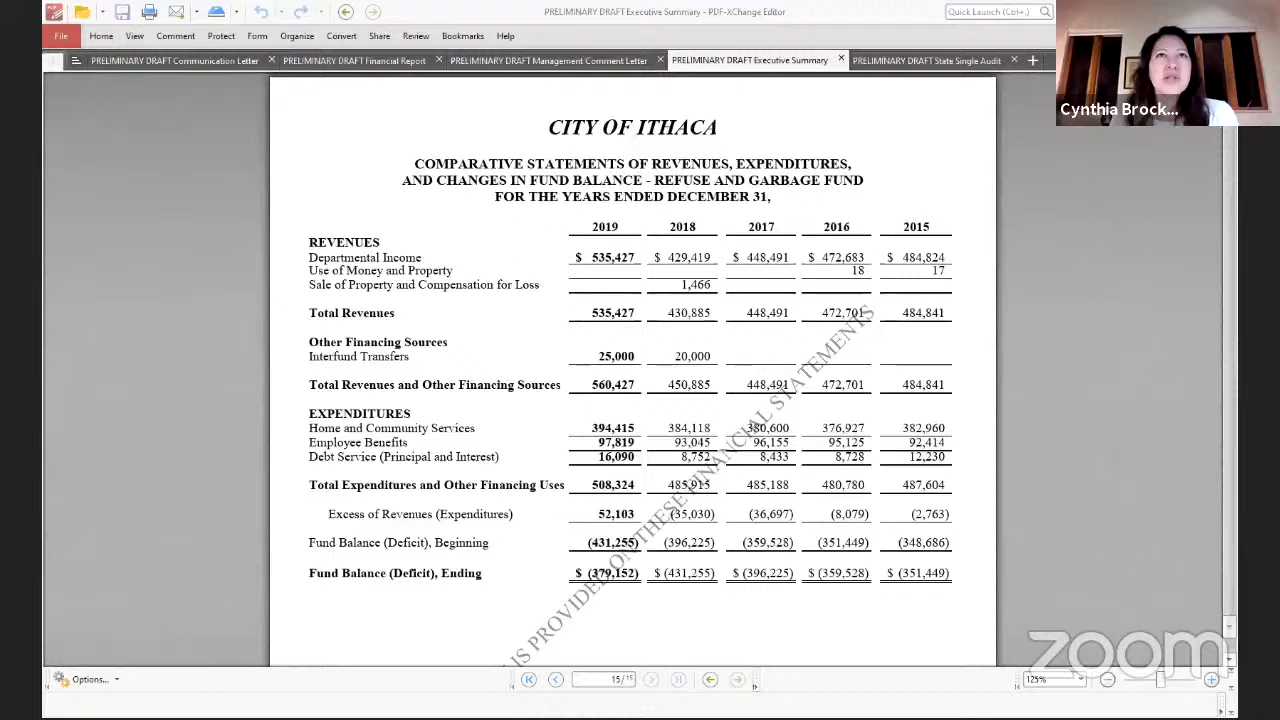 PRELIMINARY DRAFT Executive Summary - PDF-XChange Editor
Quick Launch (Ctrl+.)
File Home View Comment Protect Form Organize Convert Share Review Bookmarks Help
PRELIMINARY DRAFT Communication Letter × PRELIMINARY DRAFT Financial Report × PRELIMINARY DRAFT Management Comment Letter × PRELIMINARY DRAFT Executive Summary × PRELIMINARY DRAFT State Single Audit ×
Cynthia Brock...
CITY OF ITHACA
COMPARATIVE STATEMENTS OF REVENUES, EXPENDITURES,
AND CHANGES IN FUND BALANCE - REFUSE AND GARBAGE FUND
FOR THE YEARS ENDED DECEMBER 31,
2019 2018 2017 2016 2015
REVENUES
Departmental Income $ 535,427 $ 429,419 $ 448,491 $ 472,683 $ 484,824
Use of Money and Property 18 17
Sale of Property and Compensation for Loss 1,466
Total Revenues 535,427 430,885 448,491 472,701 484,841
Other Financing Sources
Interfund Transfers 25,000 20,000
Total Revenues and Other Financing Sources 560,427 450,885 448,491 472,701 484,841
EXPENDITURES
Home and Community Services 394,415 384,118 380,600 376,927 382,960
Employee Benefits 97,819 93,045 96,155 95,125 92,414
Debt Service (Principal and Interest) 16,090 8,752 8,433 8,728 12,230
Total Expenditures and Other Financing Uses 508,324 485,915 485,188 480,780 487,604
Excess of Revenues (Expenditures) 52,103 (35,030) (36,697) (8,079) (2,763)
Fund Balance (Deficit), Beginning (431,255) (396,225) (359,528) (351,449) (348,686)
Fund Balance (Deficit), Ending $ (379,152) $ (431,255) $ (396,225) $ (359,528) $ (351,449)
IS PROVIDED ON THESE FINANCIAL STATEMENTS
zoom
Options... 15/15 125%